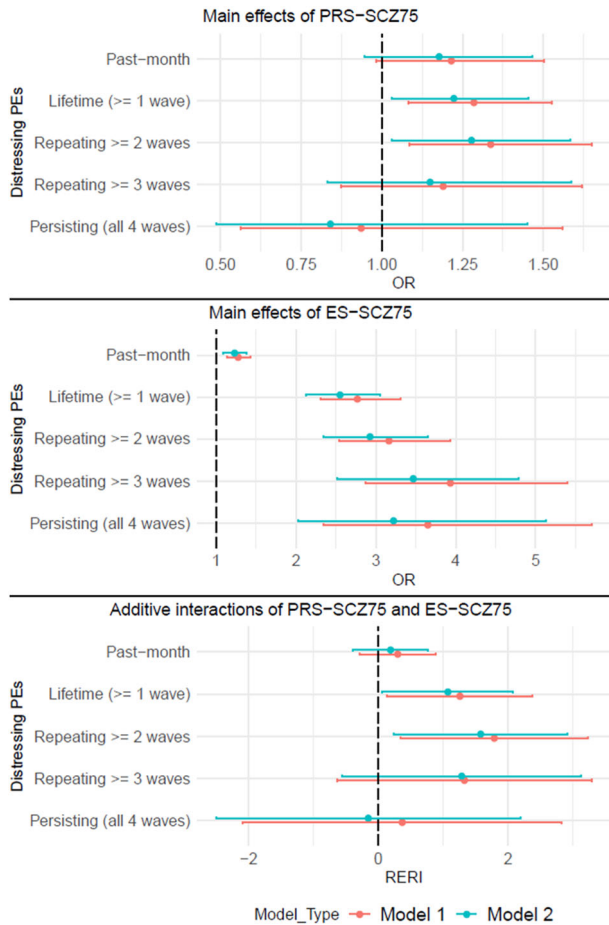 Main effects of PRS−SCZ75
Distressing PEs
Past−month
Lifetime (>= 1 wave)
Repeating >= 2 waves
Repeating >= 3 waves
Persisting (all 4 waves)
0.50 0.75 1.00 1.25 1.50
OR
Main effects of ES−SCZ75
Distressing PEs
Past−month
Lifetime (>= 1 wave)
Repeating >= 2 waves
Repeating >= 3 waves
Persisting (all 4 waves)
1 2 3 4 5
OR
Additive interactions of PRS−SCZ75 and ES−SCZ75
Distressing PEs
Past−month
Lifetime (>= 1 wave)
Repeating >= 2 waves
Repeating >= 3 waves
Persisting (all 4 waves)
−2 0 2
RERI
Model_Type Model 1 Model 2